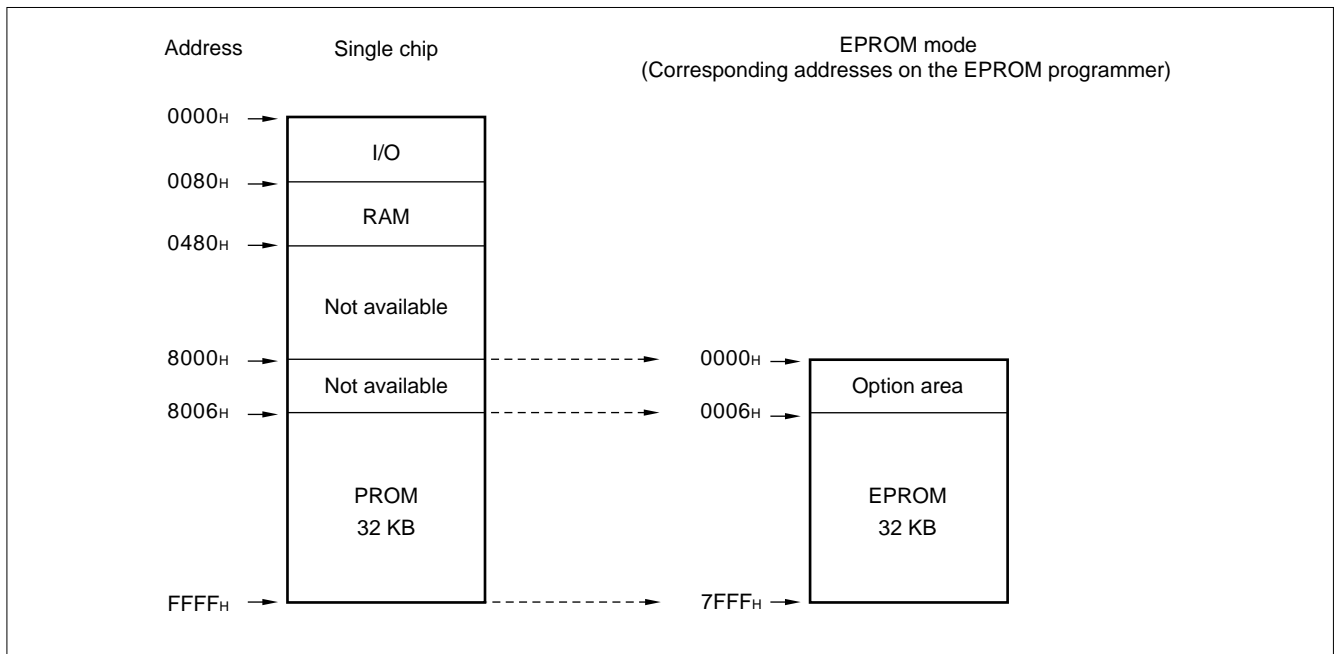 Address
Single chip
EPROM mode
(Corresponding addresses on the EPROM programmer)
0000H
I/O
0080H
RAM
0480H
Not available
8000H
0000H
Not available
Option area
8006H
0006H
PROM
32 KB
EPROM
32 KB
FFFFH
7FFFH